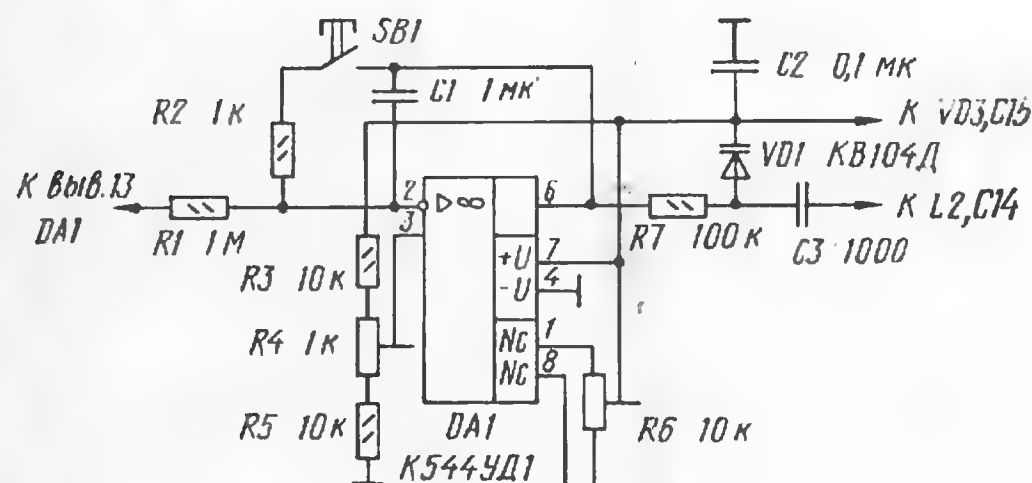 SB1
C2 0,1 мк
C1 1 мк
К VD3,C15
R2 1к
VD1 КВ104Д
К выв.13
DA1
R1 1М
2
3
▷ ∞
6
R7 100к
К L2,C14
C3 1000
+U 7
-U 4
R3 10к
R4 1к
NC 1
NC 8
R5 10к
DA1
К544УД1
R6 10к